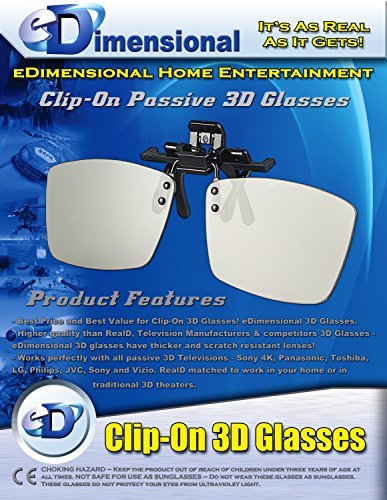 eDimensional
It's As Real
As It Gets!
eDimensional Home Entertainment
Clip-On Passive 3D Glasses
Product Features
- Best Price and Best Value for Clip-On 3D Glasses! eDimensional 3D Glasses.
- Higher quality than RealD, Television Manufacturers & competitors 3D Glasses -
eDimensional 3D glasses have thicker and scratch resistant lenses!
- Works perfectly with all passive 3D Televisions - Sony 4K, Panasonic, Toshiba,
LG, Philips, JVC, Sony and Vizio. RealD matched to work in your home or in
traditional 3D theaters.
eD
Clip-On 3D Glasses
CE CHOKING HAZARD – Keep the product out of reach of children under three years of age at
all times. NOT SAFE FOR USE AS SUNGLASSES – Do not wear these glasses as sunglasses.
These glasses do not protect your eyes from ultraviolet light.